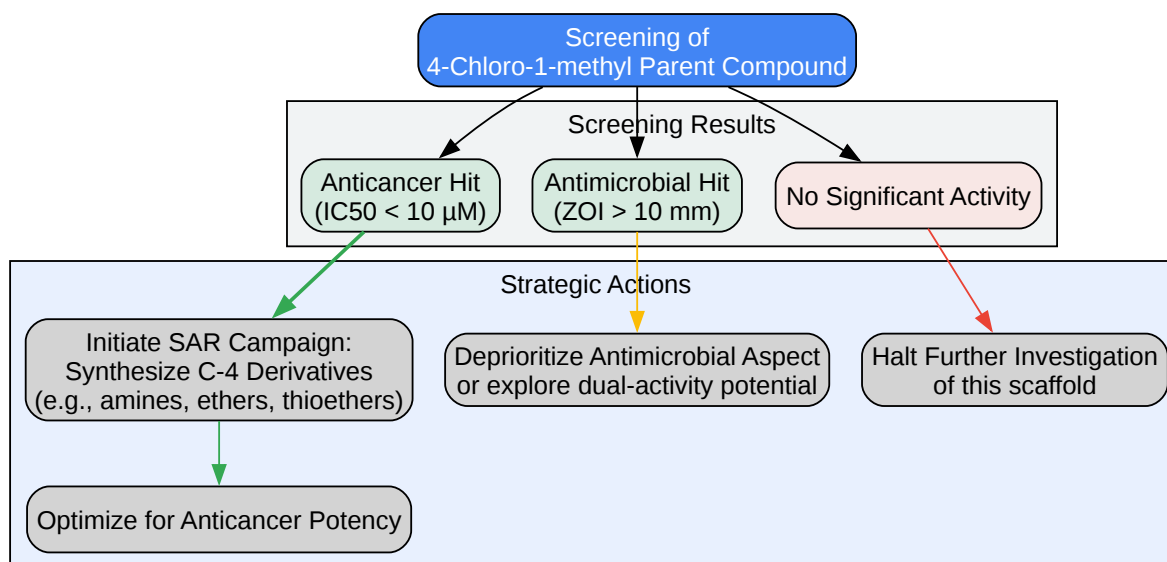 Screening of
4-Chloro-1-methyl Parent Compound
Screening Results
Anticancer Hit
(IC50 < 10 µM)
Antimicrobial Hit
(ZOI > 10 mm)
No Significant Activity
Strategic Actions
Initiate SAR Campaign:
Synthesize C-4 Derivatives
(e.g., amines, ethers, thioethers)
Deprioritize Antimicrobial Aspect
or explore dual-activity potential
Halt Further Investigation
of this scaffold
Optimize for Anticancer Potency